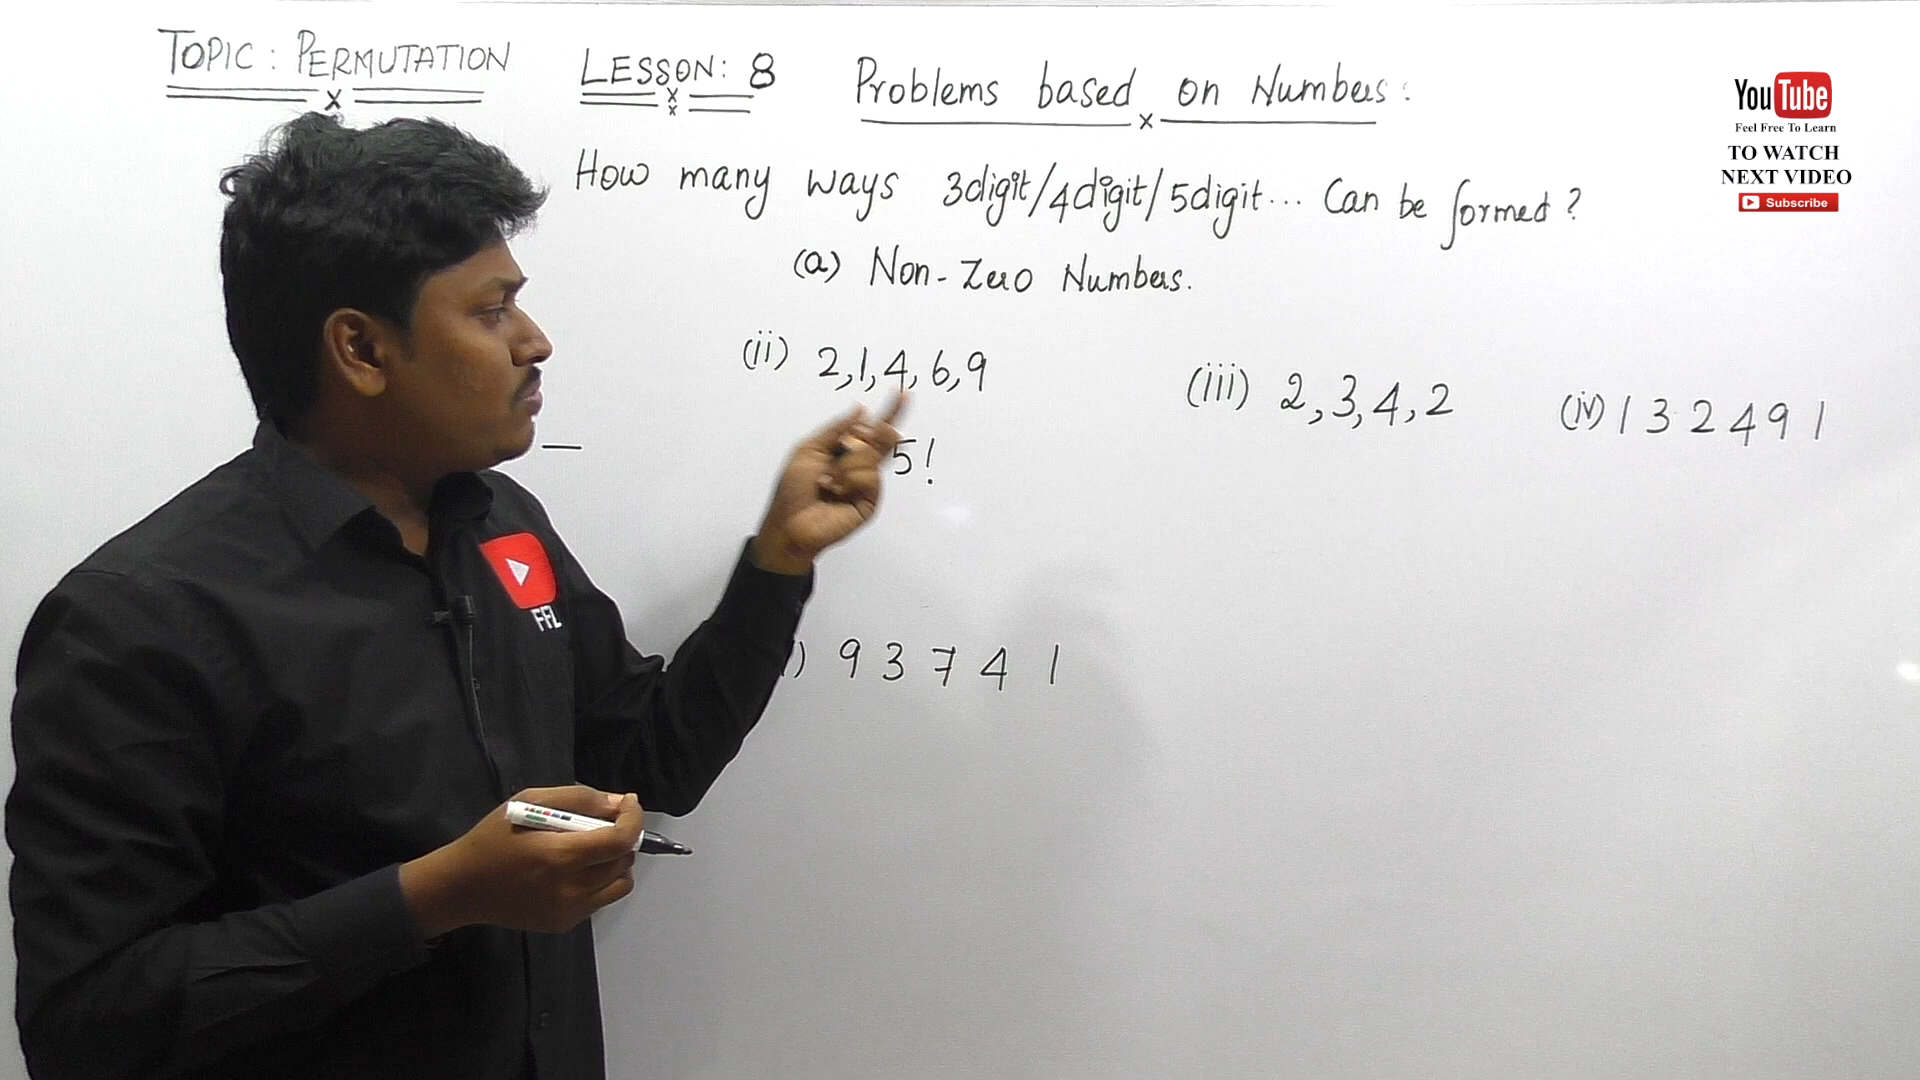 TOPIC : PERMUTATION LESSON: 8 Problems based on Numbers:
YouTube
Feel Free To Learn
TO WATCH
NEXT VIDEO
Subscribe
How many ways 3digit/4digit/5digit... Can be formed?
(a) Non-Zero Numbers.
(ii) 2,1,4,6,9
(iii) 2,3,4,2
(iv) 1 3 2 4 9 1
5!
FFL
) 9 3 7 4 1